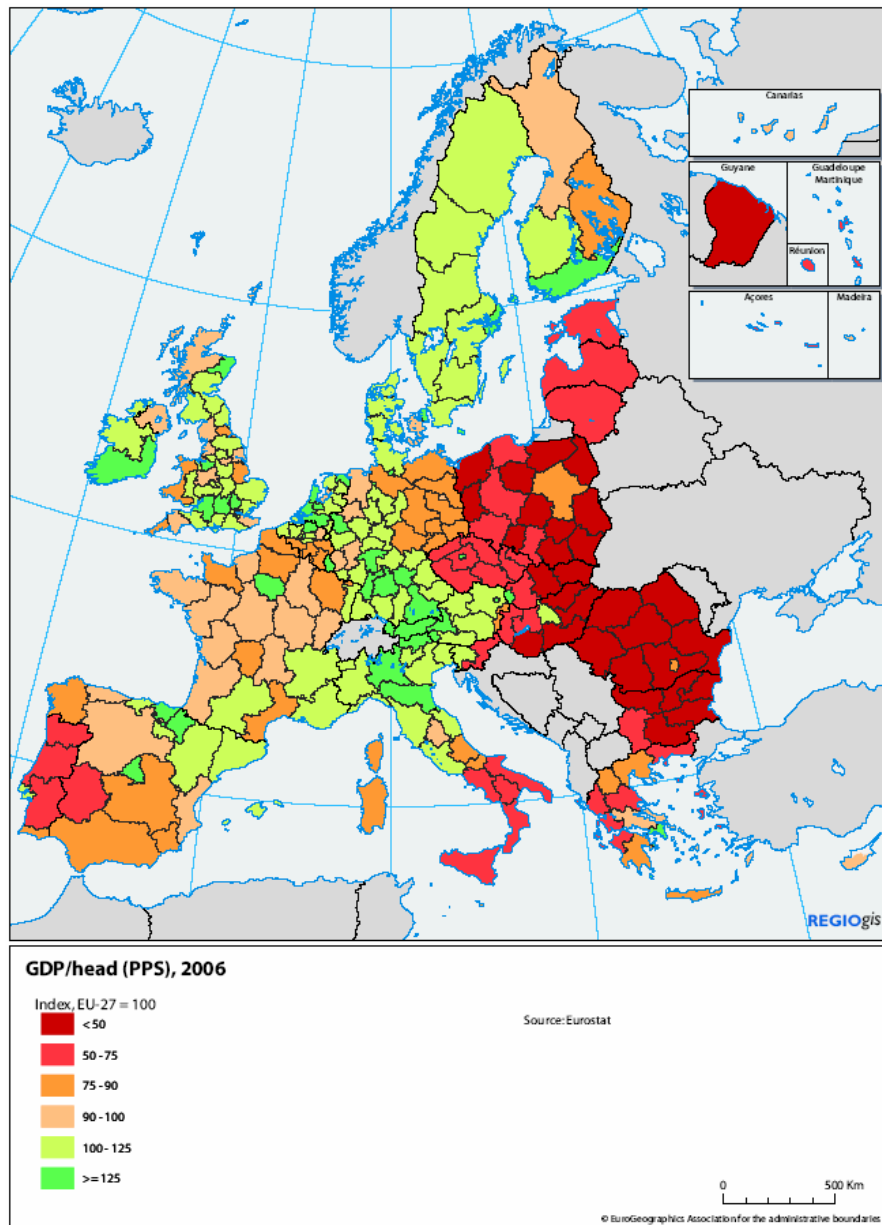 Canarias
Guyane
Guadeloupe
Martinique
Réunion
Açores
Madeira
REGIOgis
GDP/head (PPS), 2006
Index, EU-27 = 100
Source: Eurostat
< 50
50 - 75
75 - 90
90 - 100
100 - 125
>= 125
0 500 Km
© EuroGeographics Association for the administrative boundaries